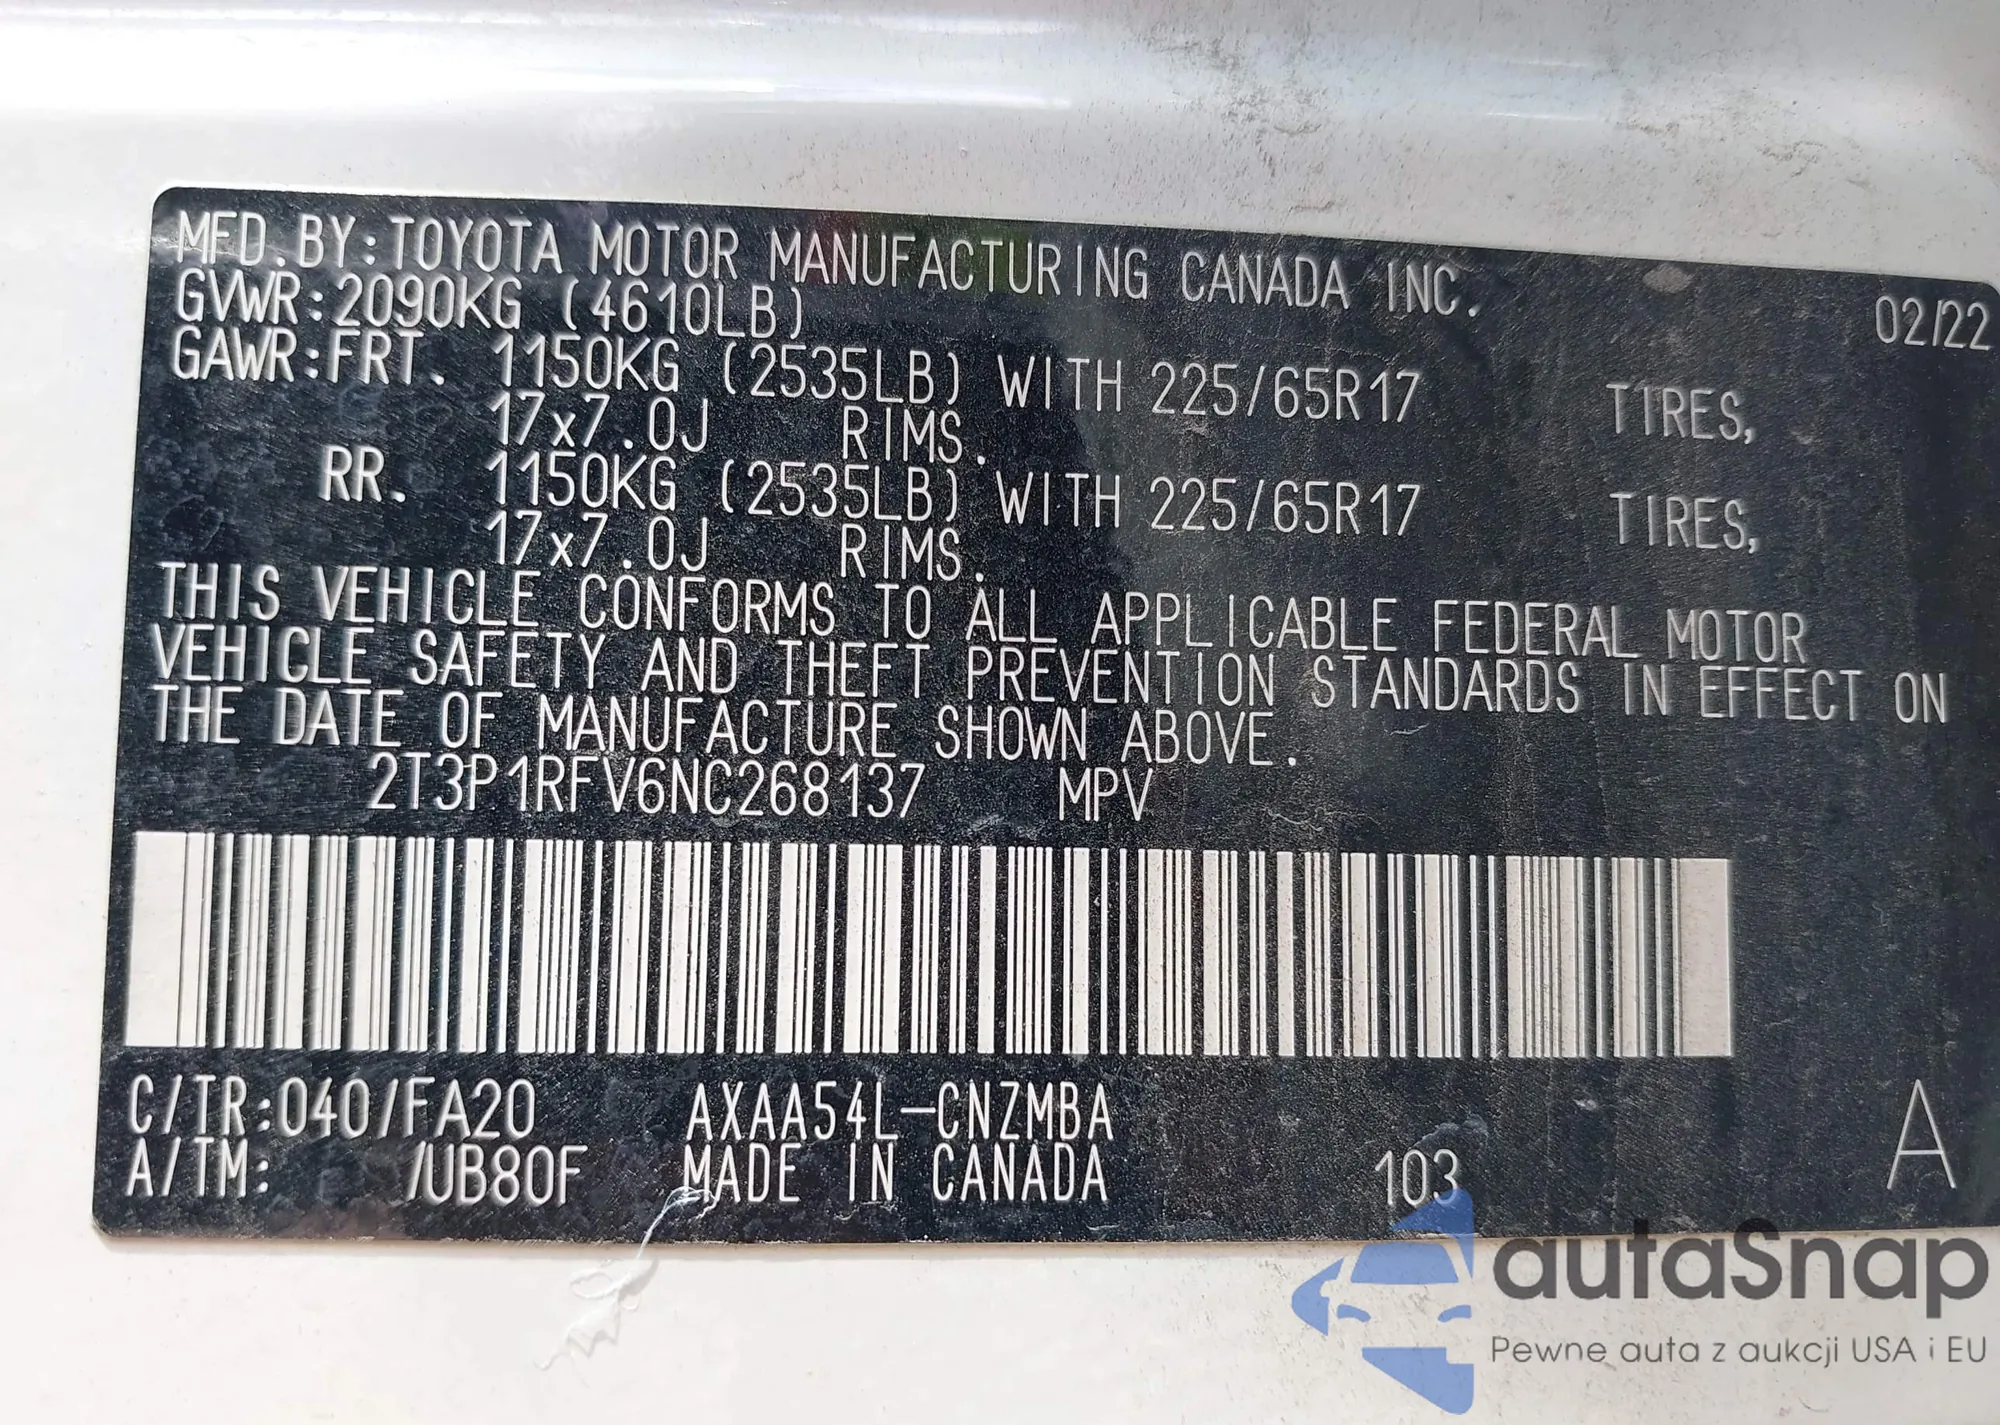 MFD.BY:TOYOTA MOTOR MANUFACTURING CANADA INC. 02/22
GVWR:2090KG (4610LB)
GAWR:FRT. 1150KG (2535LB) WITH 225/65R17 TIRES,
17x7.0J RIMS.
RR. 1150KG (2535LB) WITH 225/65R17 TIRES,
17x7.0J RIMS.
THIS VEHICLE CONFORMS TO ALL APPLICABLE FEDERAL MOTOR
VEHICLE SAFETY AND THEFT PREVENTION STANDARDS IN EFFECT ON
THE DATE OF MANUFACTURE SHOWN ABOVE.
2T3P1RFV6NC268137 MPV
C/TR:040/FA20 AXAA54L-CNZMBA A
A/TM: /UB80F MADE IN CANADA 103
autaSnap
Pewne auta z aukcji USA i EU